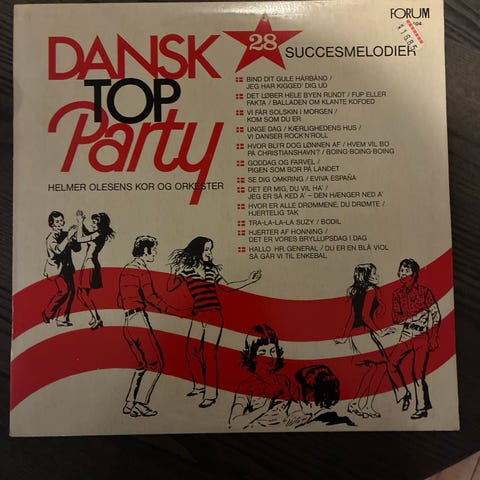 DANSK
TOP
Party
28
SUCCESMELODIER
FORUM
HELMER OLESENS KOR OG ORKESTER
BIND DIT GULE HÅRBÅND /
JEG HAR KIGGED' DIG UD
DET LØBER HELE BYEN RUNDT / FUP ELLER
FAKTA / BALLADEN OM KLANTE KOFOED
VI FÅR SOLSKIN I MORGEN /
KOM SOM DU ER
UNGE DAG / KÆRLIGHEDENS HUS /
VI DANSER ROCK'N'ROLL
HVOR BLI'R DOG LØNNEN AF / HVEM VIL BO
PÅ CHRISTIANSHAVN? / BOING-BOING-BOING
GODDAG OG FARVEL /
PIGEN SOM BOR PÅ LANDET
SE DIG OMKRING / EVIVA ESPAÑA
DET ER MIG, DU VIL HA' /
JEG ER SÅ KED A' – DEN HÆNGER NED A'
HVOR ER ALLE DRØMMENE, DU DRØMTE /
HJERTELIG TAK
TRA-LA-LA-LA SUZY / BODIL
HJERTER AF HONNING /
DET ER VORES BRYLLUPSDAG I DAG
HALLO, HR. GENERAL / DU ER EN BLÅ VIOL
SÅ GÅR VI TIL ENKEBAL